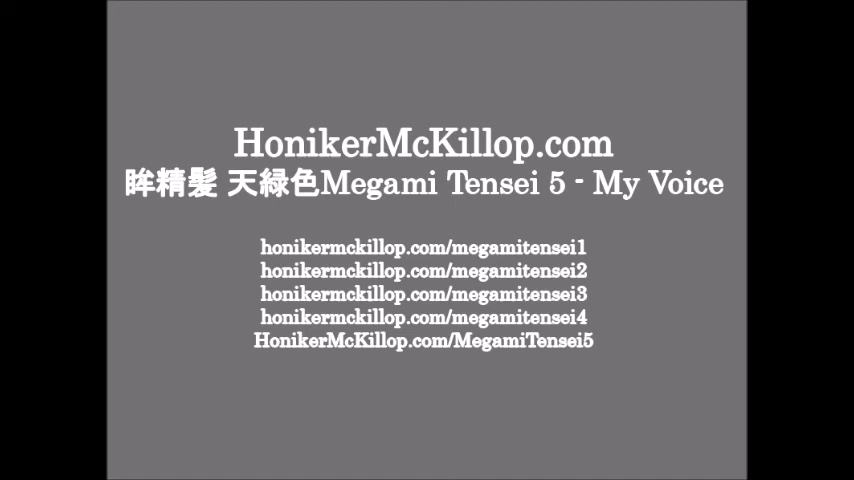 HonikerMcKillop.com
眸精髪 天緑色Megami Tensei 5 - My Voice
honikermckillop.com/megamitensei1
honikermckillop.com/megamitensei2
honikermckillop.com/megamitensei3
honikermckillop.com/megamitensei4
HonikerMcKillop.com/MegamiTensei5